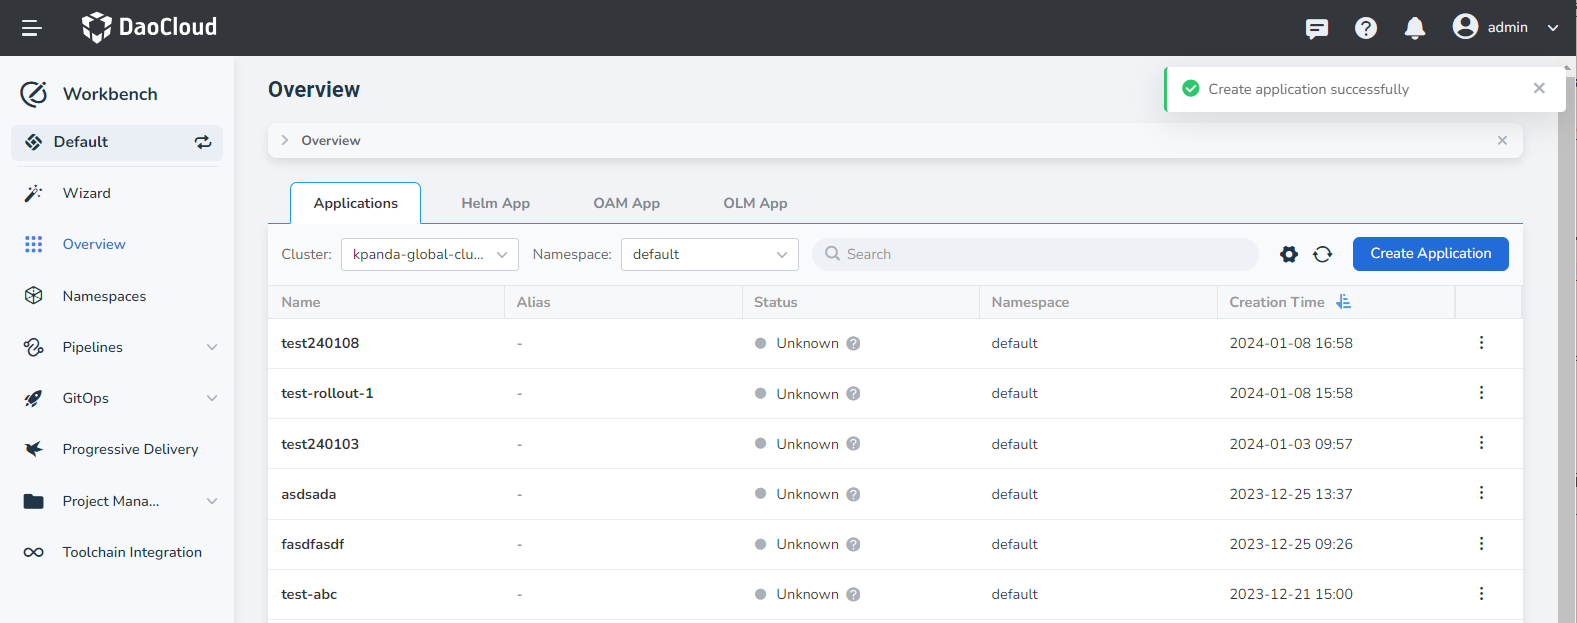 DaoCloud
admin
Workbench
Default
Wizard
Overview
Namespaces
Pipelines
GitOps
Progressive Delivery
Project Mana...
Toolchain Integration
Overview
Create application successfully
Overview
Applications Helm App OAM App OLM App
Cluster: kpanda-global-clu... Namespace: default Search Create Application
Name Alias Status Namespace Creation Time
test240108 - Unknown default 2024-01-08 16:58
test-rollout-1 - Unknown default 2024-01-08 15:58
test240103 - Unknown default 2024-01-03 09:57
asdsada - Unknown default 2023-12-25 13:37
fasdfasdf - Unknown default 2023-12-25 09:26
test-abc - Unknown default 2023-12-21 15:00